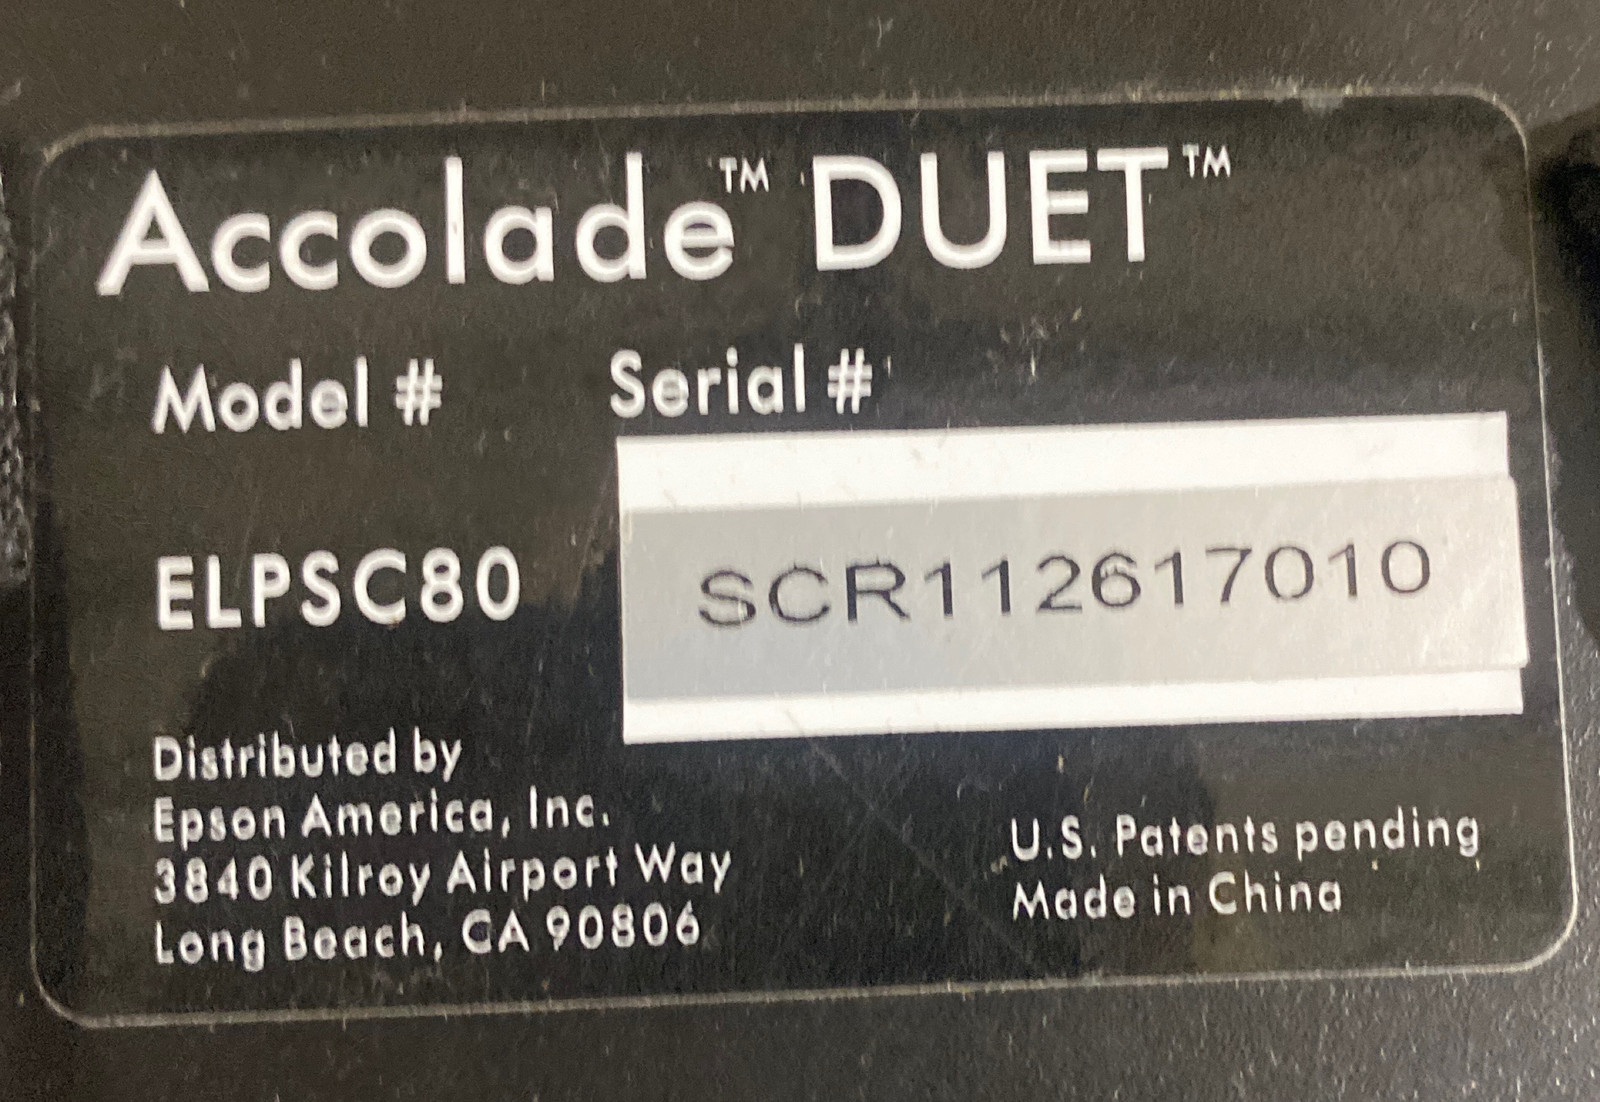 Accolade™ DUET™
Model # Serial #
ELPSC80 SCR112617010
Distributed by
Epson America, Inc.
3840 Kilroy Airport Way
Long Beach, CA 90806
U.S. Patents pending
Made in China